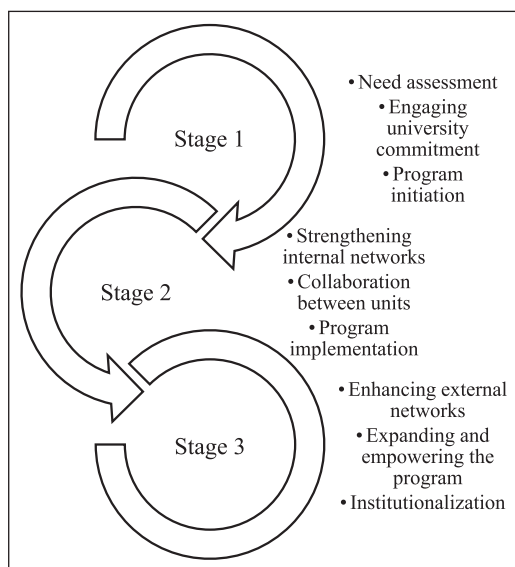 Stage 1
• Need assessment
• Engaging
university
commitment
• Program
initiation
Stage 2
• Strengthening
internal networks
• Collaboration
between units
• Program
implementation
Stage 3
• Enhancing external
networks
• Expanding and
empowering the
program
• Institutionalization